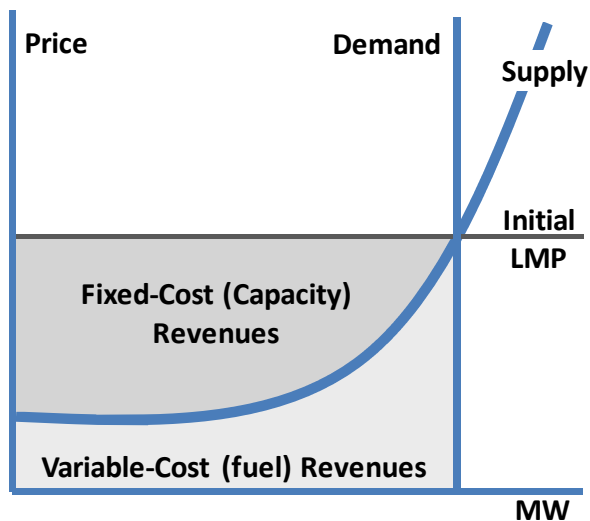 Price
Demand
Supply
Initial
LMP
Fixed-Cost (Capacity)
Revenues
Variable-Cost (fuel) Revenues
MW